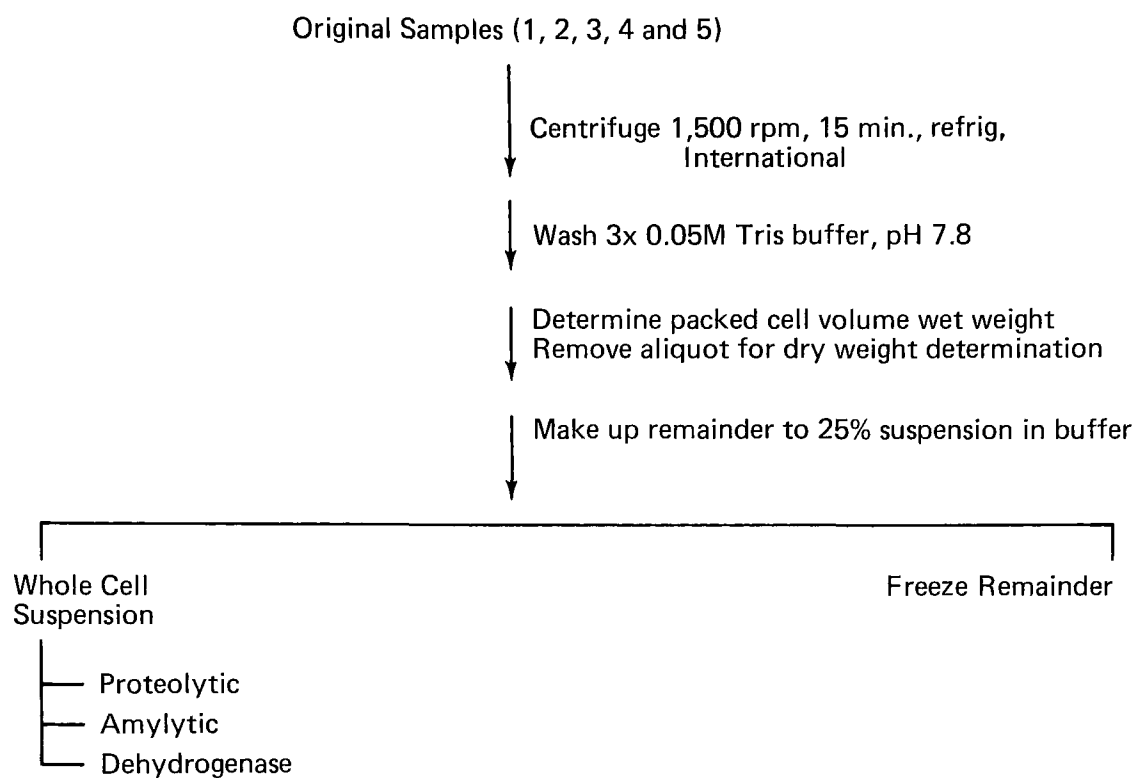 Original Samples (1, 2, 3, 4 and 5)
Centrifuge 1,500 rpm, 15 min., refrig,
International
Wash 3x 0.05M Tris buffer, pH 7.8
Determine packed cell volume wet weight
Remove aliquot for dry weight determination
Make up remainder to 25% suspension in buffer
Whole Cell
Suspension
Freeze Remainder
Proteolytic
Amylytic
Dehydrogenase